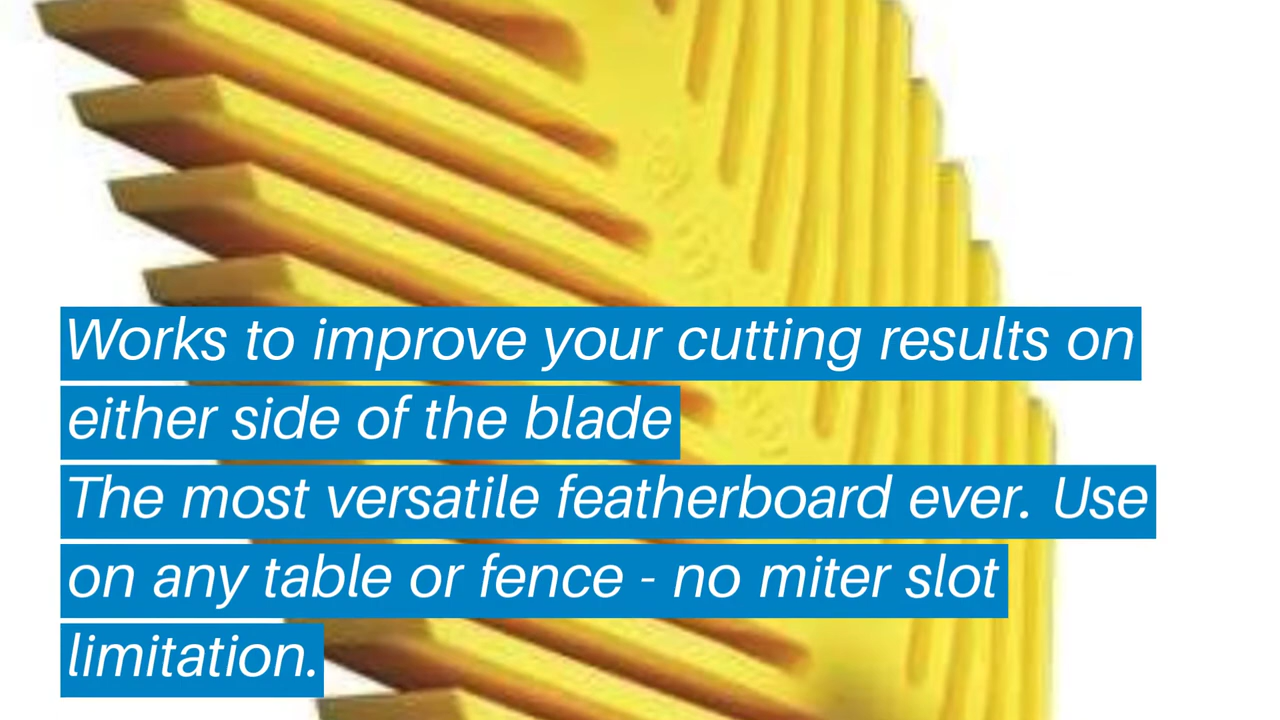 Works to improve your cutting results on
either side of the blade
The most versatile featherboard ever. Use
on any table or fence - no miter slot
limitation.